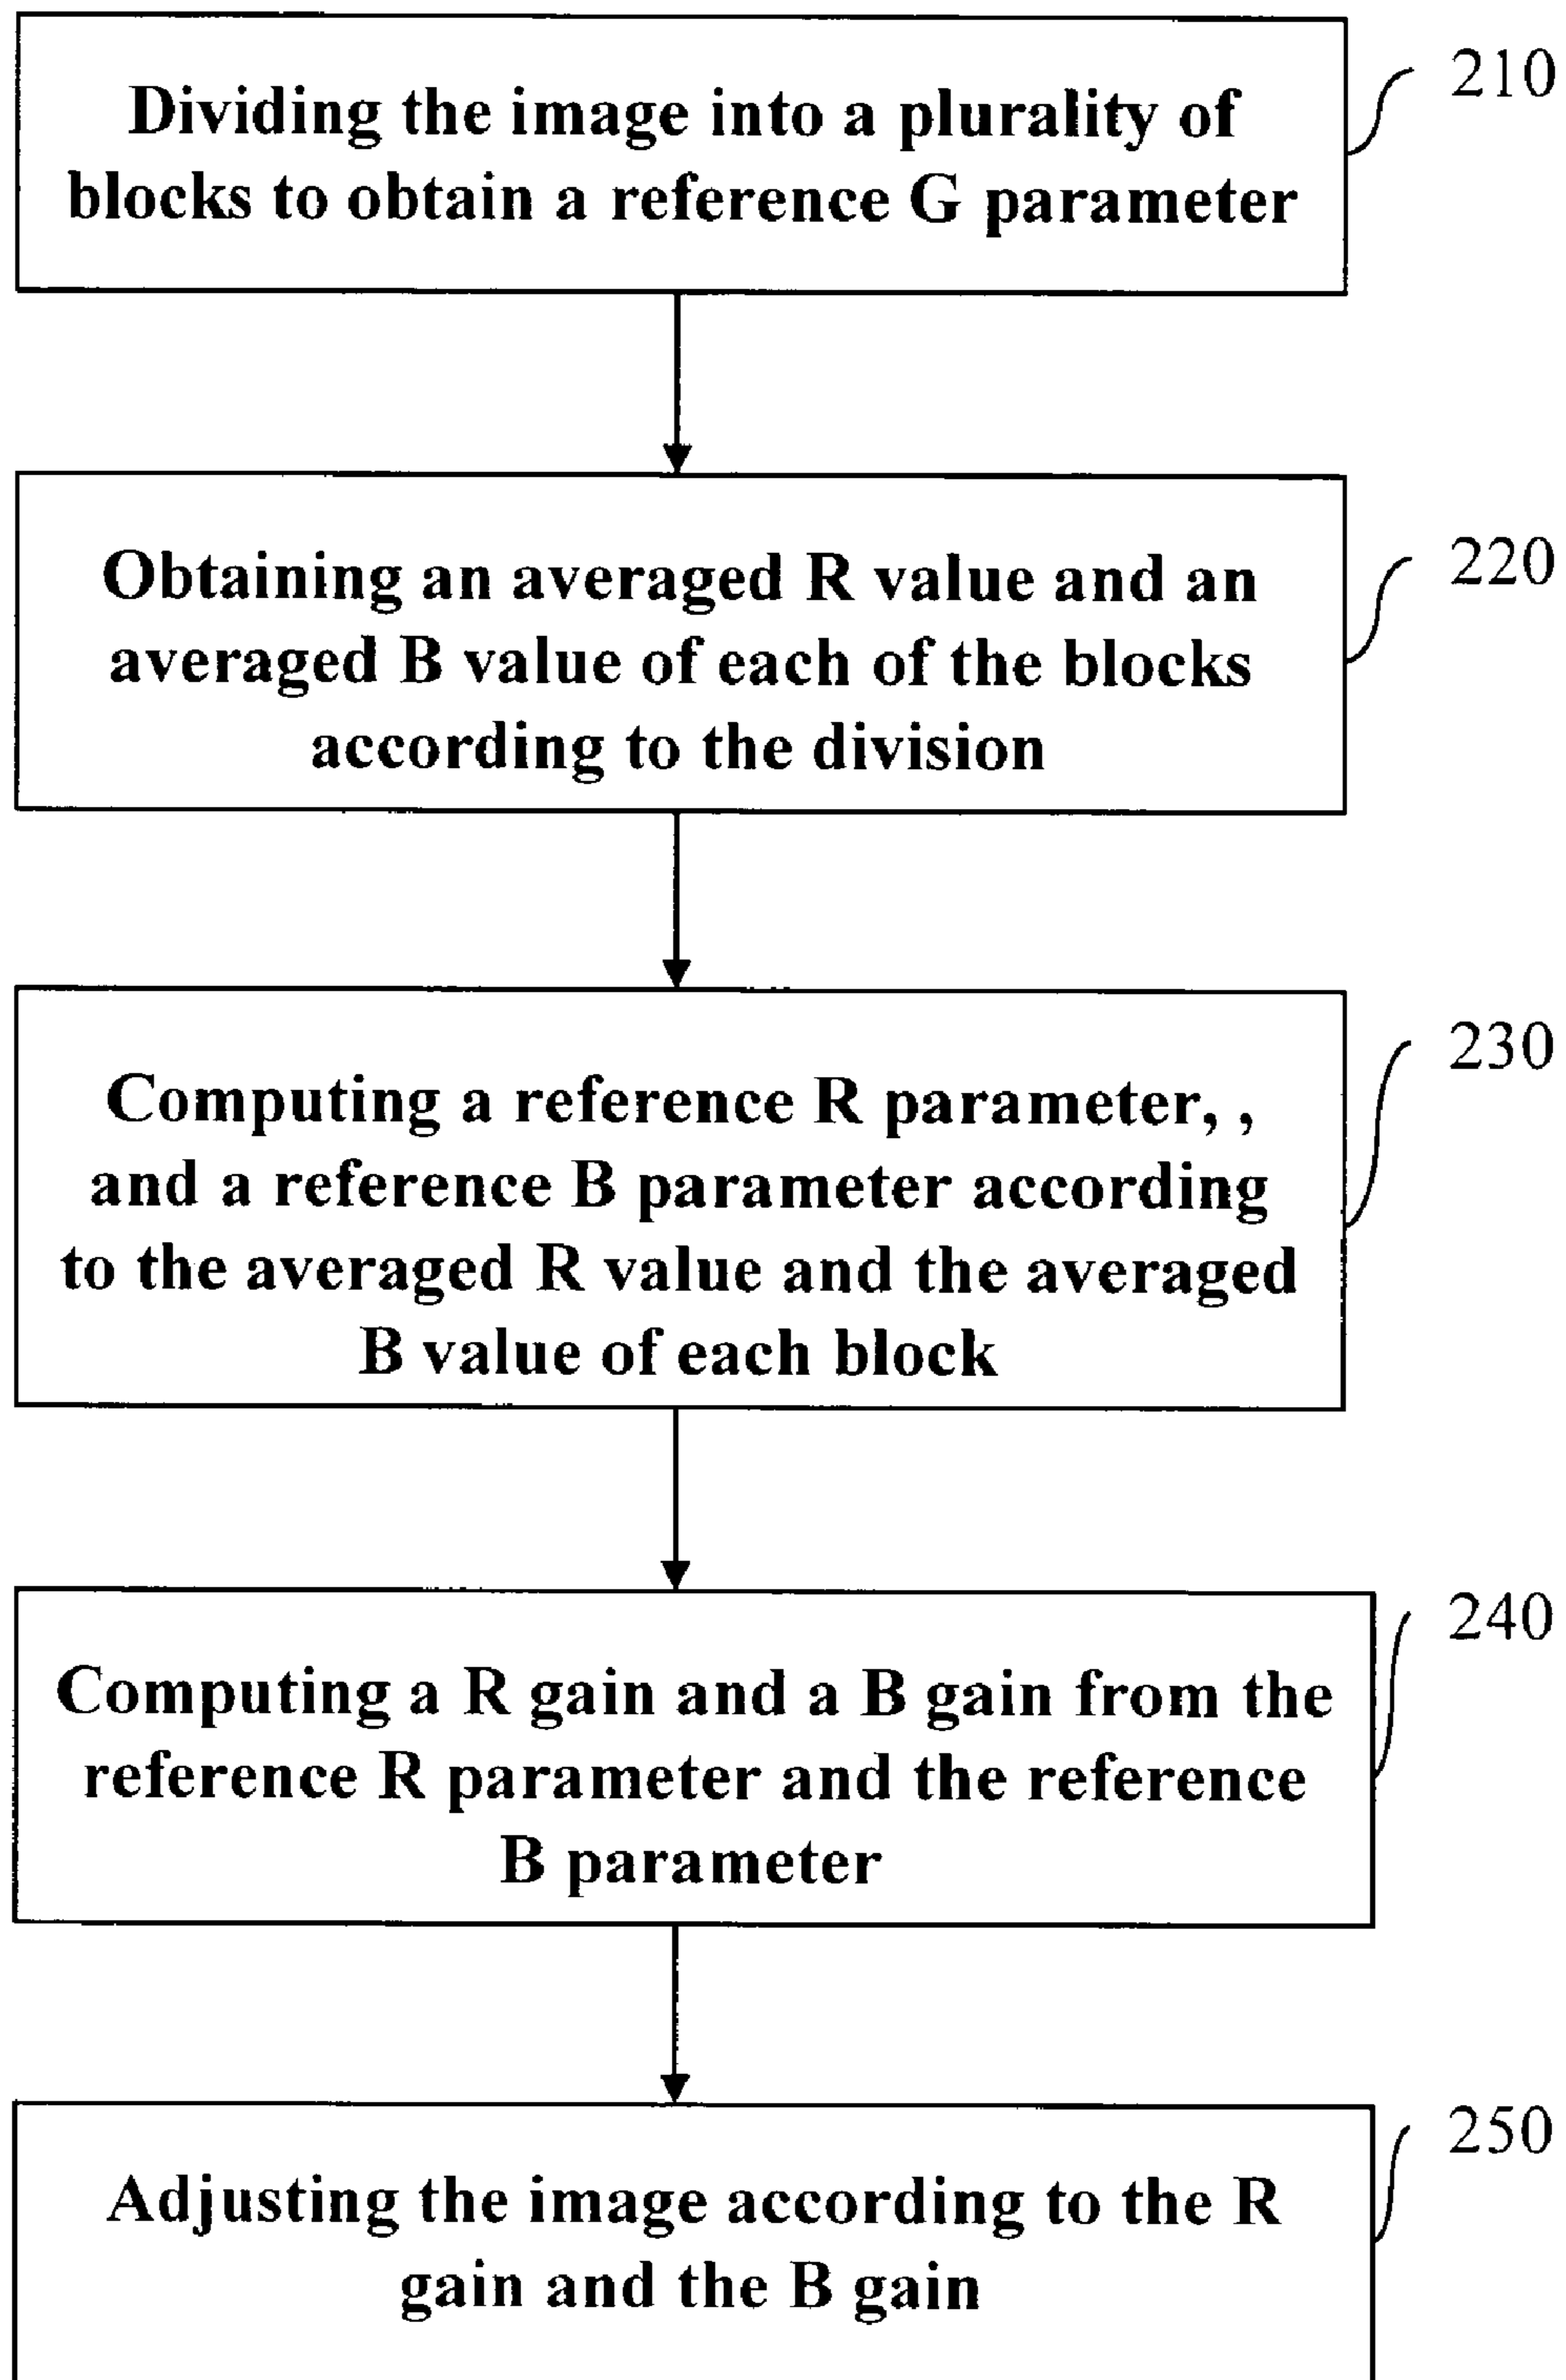 Dividing the image into a plurality of
blocks to obtain a reference G parameter
210
Obtaining an averaged R value and an
averaged B value of each of the blocks
according to the division
220
Computing a reference R parameter, ,
and a reference B parameter according
to the averaged R value and the averaged
B value of each block
230
Computing a R gain and a B gain from the
reference R parameter and the reference
B parameter
240
Adjusting the image according to the R
gain and the B gain
250